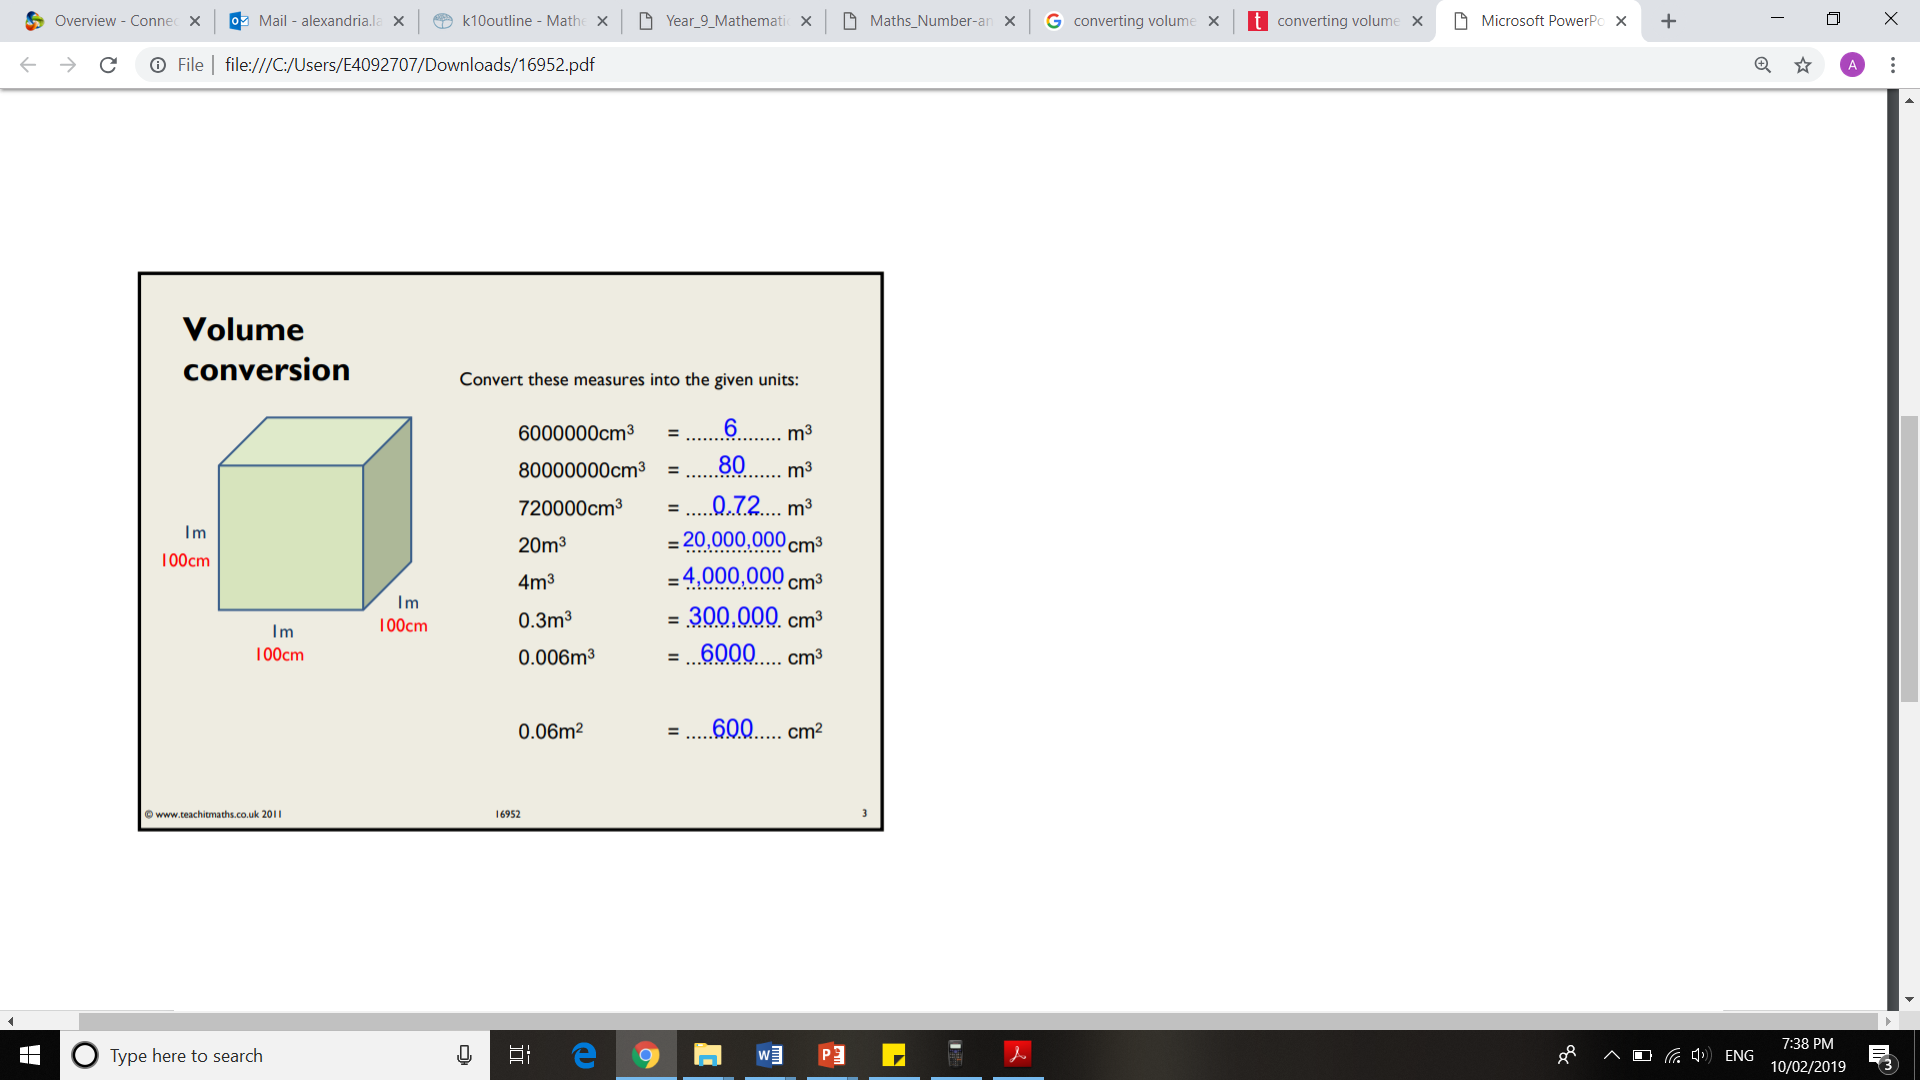 Overview - Connec
Mail - alexandria.la
k10outline - Mathe
Year_9_Mathemati
Maths_Number-an
converting volume
converting volume
Microsoft PowerPo
File | file:///C:/Users/E4092707/Downloads/16952.pdf
A
Volume
conversion
Convert these measures into the given units:
6000000cm³ = ......6......... m³
80000000cm³ = ......80......... m³
720000cm³ = .....0.72.... m³
20m³ = 20,000,000 cm³
4m³ = 4,000,000 cm³
0.3m³ = 300,000 cm³
0.006m³ = ..6000..... cm³
0.06m² = .....600..... cm²
1m
100cm
1m
100cm
1m
100cm
© www.teachitmaths.co.uk 2011 16952 3
Type here to search
ENG
7:38 PM
10/02/2019
3